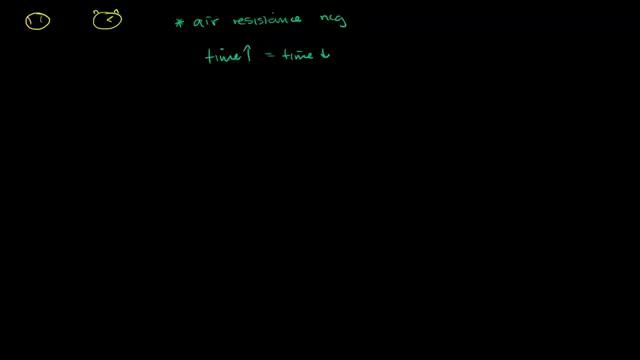 * air resistance neg
time ↑ = time ↓